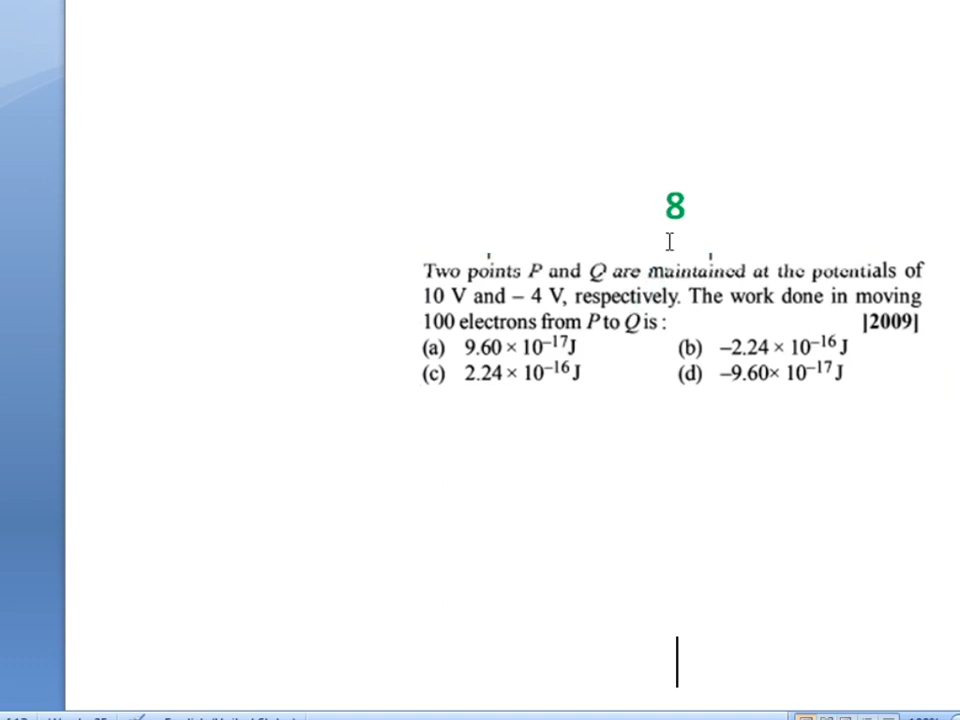 8
Two points P and Q are maintained at the potentials of
10 V and – 4 V, respectively. The work done in moving
100 electrons from P to Q is : |2009|
(a) 9.60 × 10–17J (b) –2.24 × 10–16 J
(c) 2.24 × 10–16 J (d) –9.60× 10–17 J